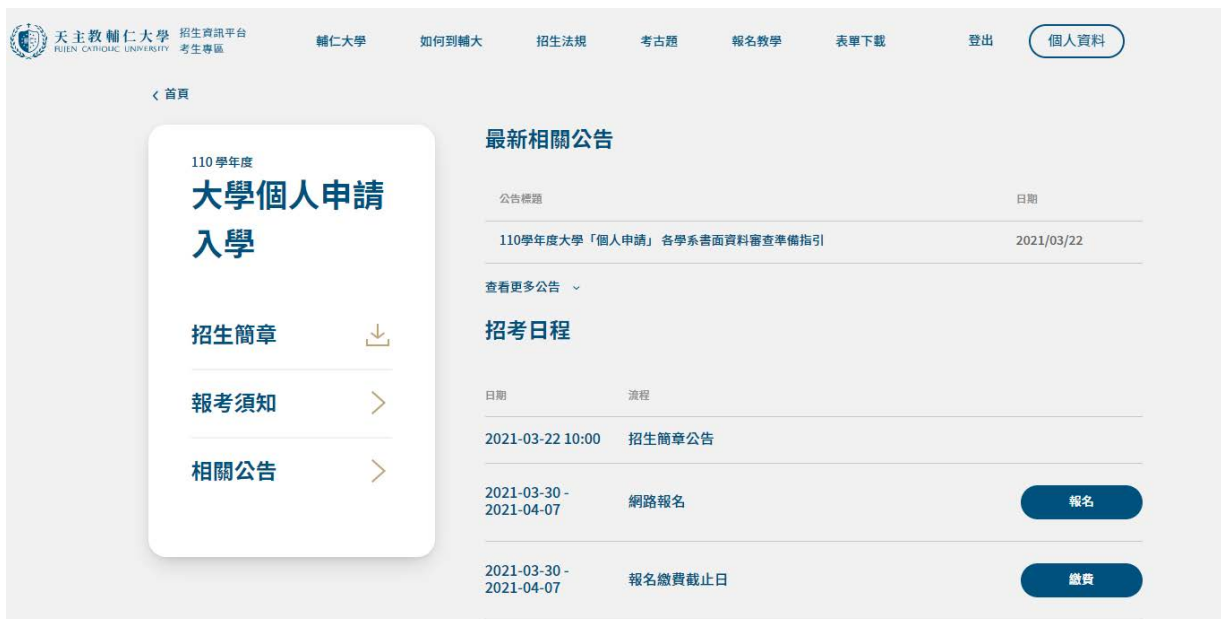 天主教輔仁大學 招生資訊平台
FUJEN CATHOLIC UNIVERSITY 考生專區
輔仁大學 如何到輔大 招生法規 考古題 報名教學 表單下載 登出 個人資料
首頁
110 學年度
大學個人申請
入學
招生簡章
報考須知
相關公告
最新相關公告
公告標題 日期
110學年度大學「個人申請」 各學系書面資料審查準備指引 2021/03/22
查看更多公告
招考日程
日期 流程
2021-03-22 10:00 招生簡章公告
2021-03-30 -
2021-04-07 網路報名 報名
2021-03-30 -
2021-04-07 報名繳費截止日 繳費